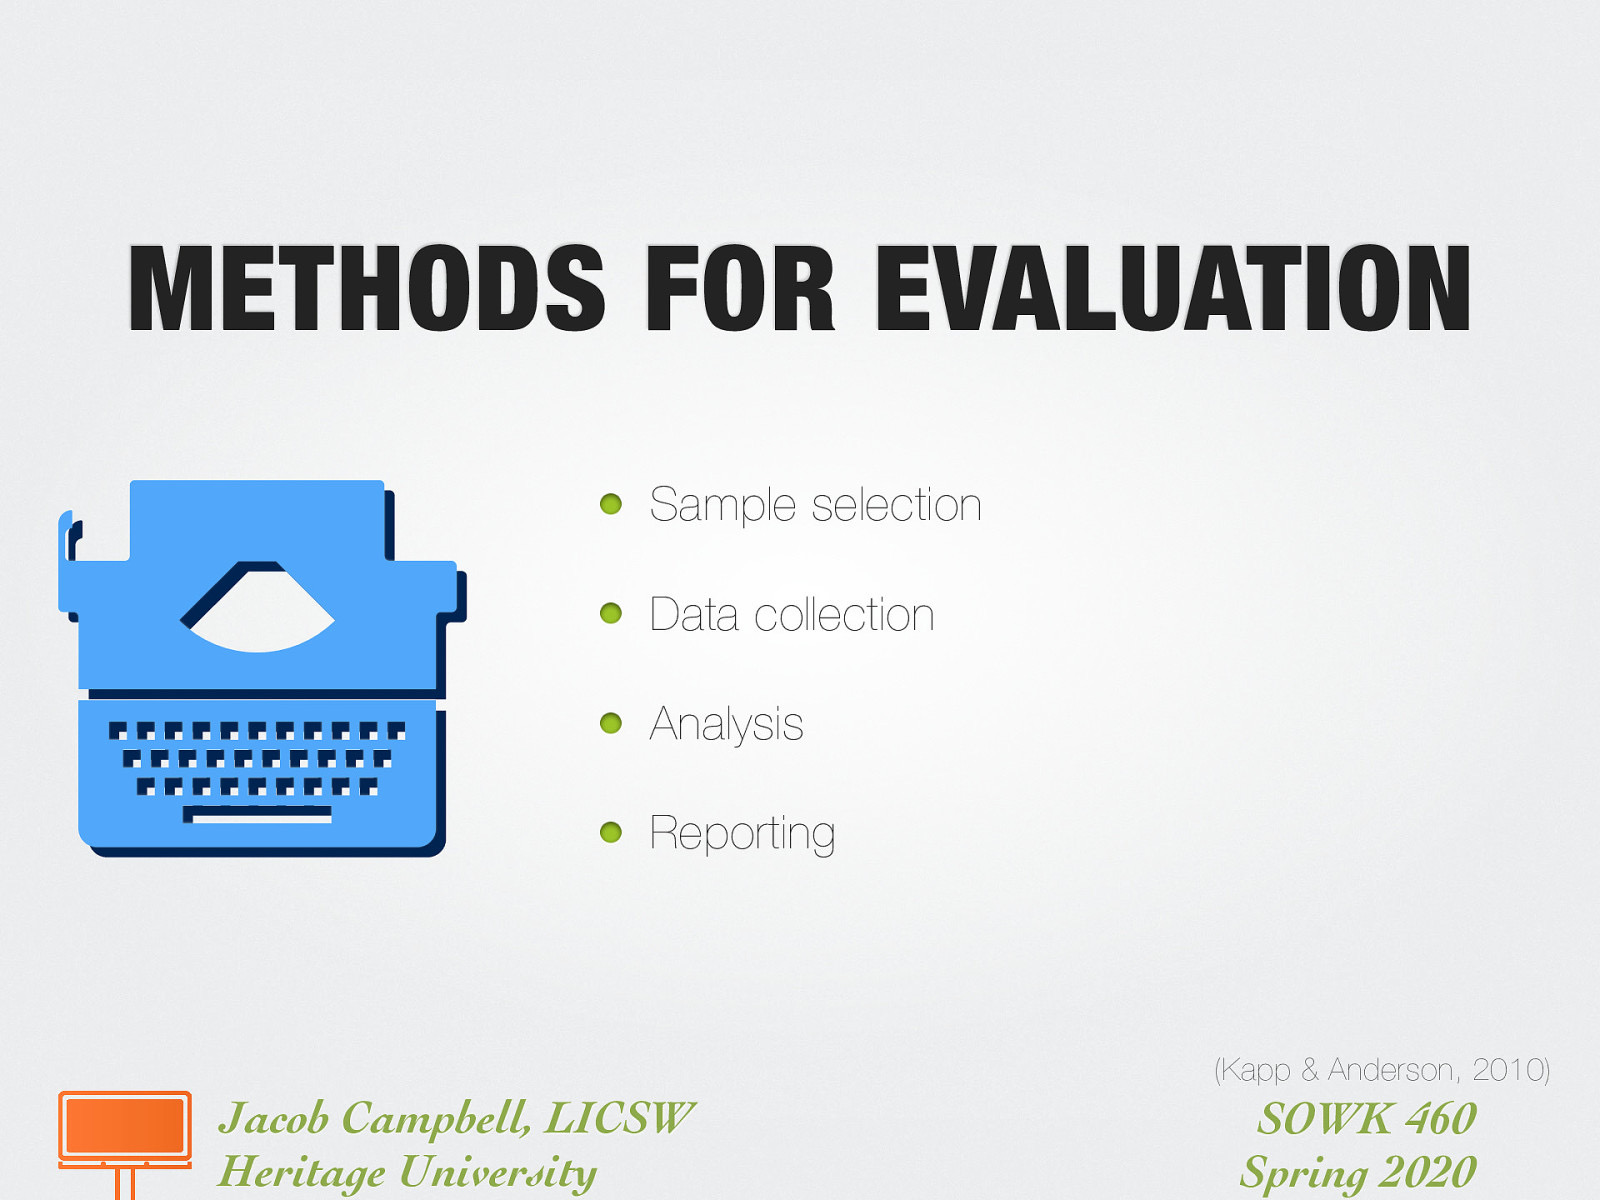 METHODS FOR EVALUATION
Sample selection
Data collection
Analysis
Reporting
(Kapp & Anderson, 2010)
Jacob Campbell, LICSW
Heritage University
SOWK 460
Spring 2020